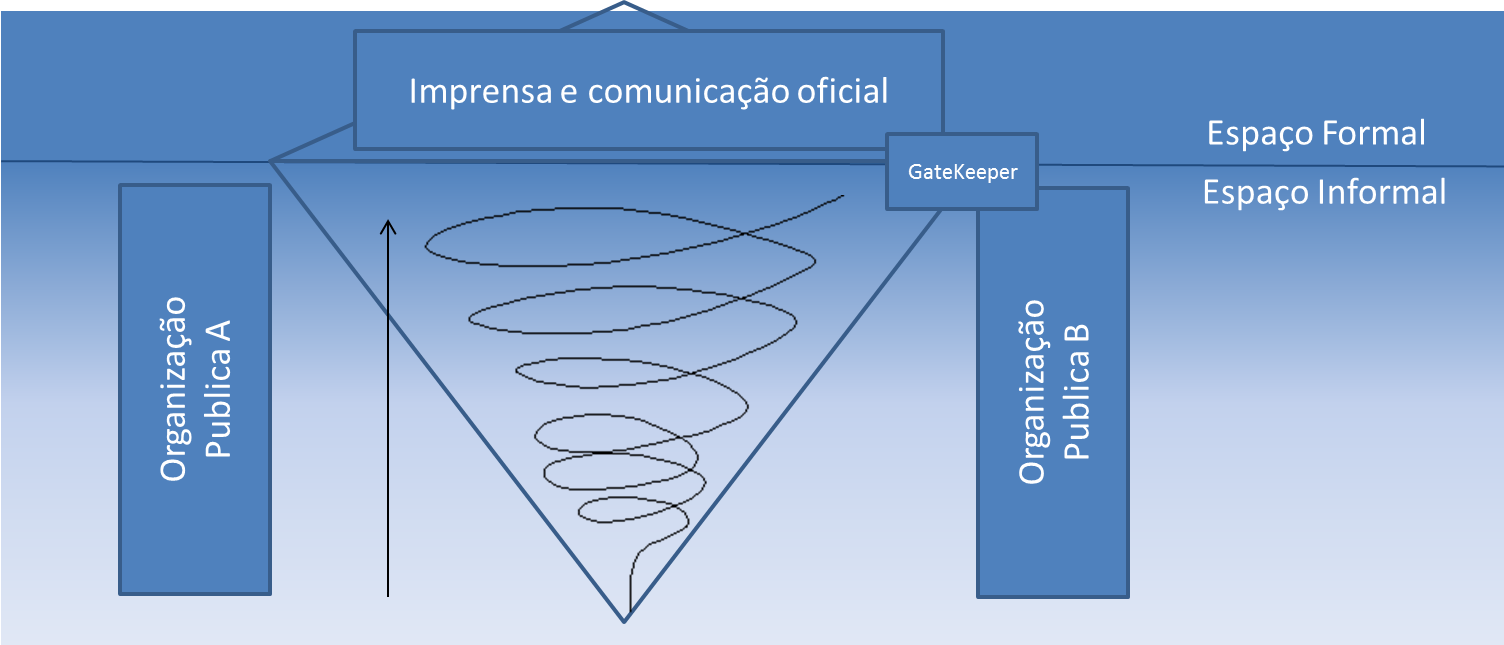 Imprensa e comunicação oficial
Espaço Formal
GateKeeper
Espaço Informal
Organização
Publica A
Organização
Publica B